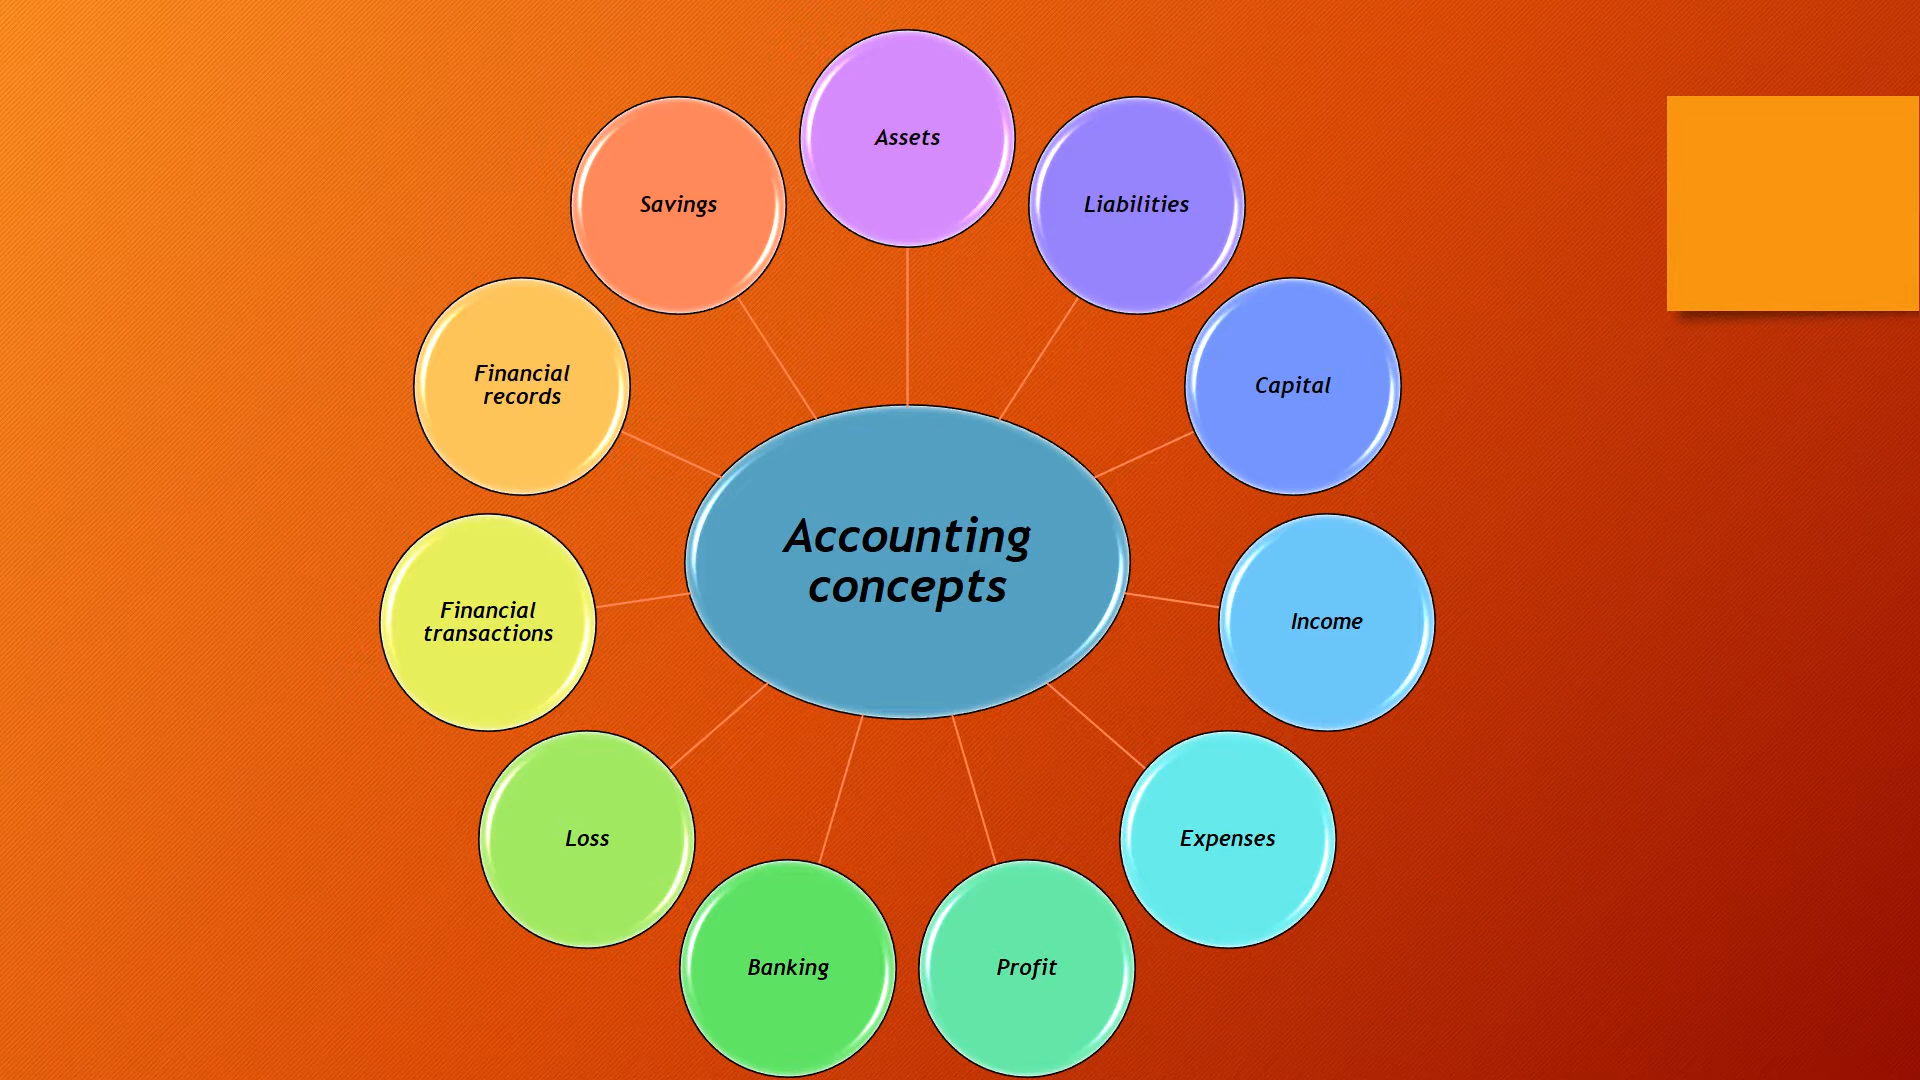 Assets
Savings
Liabilities
Financial
records
Capital
Accounting
concepts
Financial
transactions
Income
Loss
Expenses
Banking
Profit